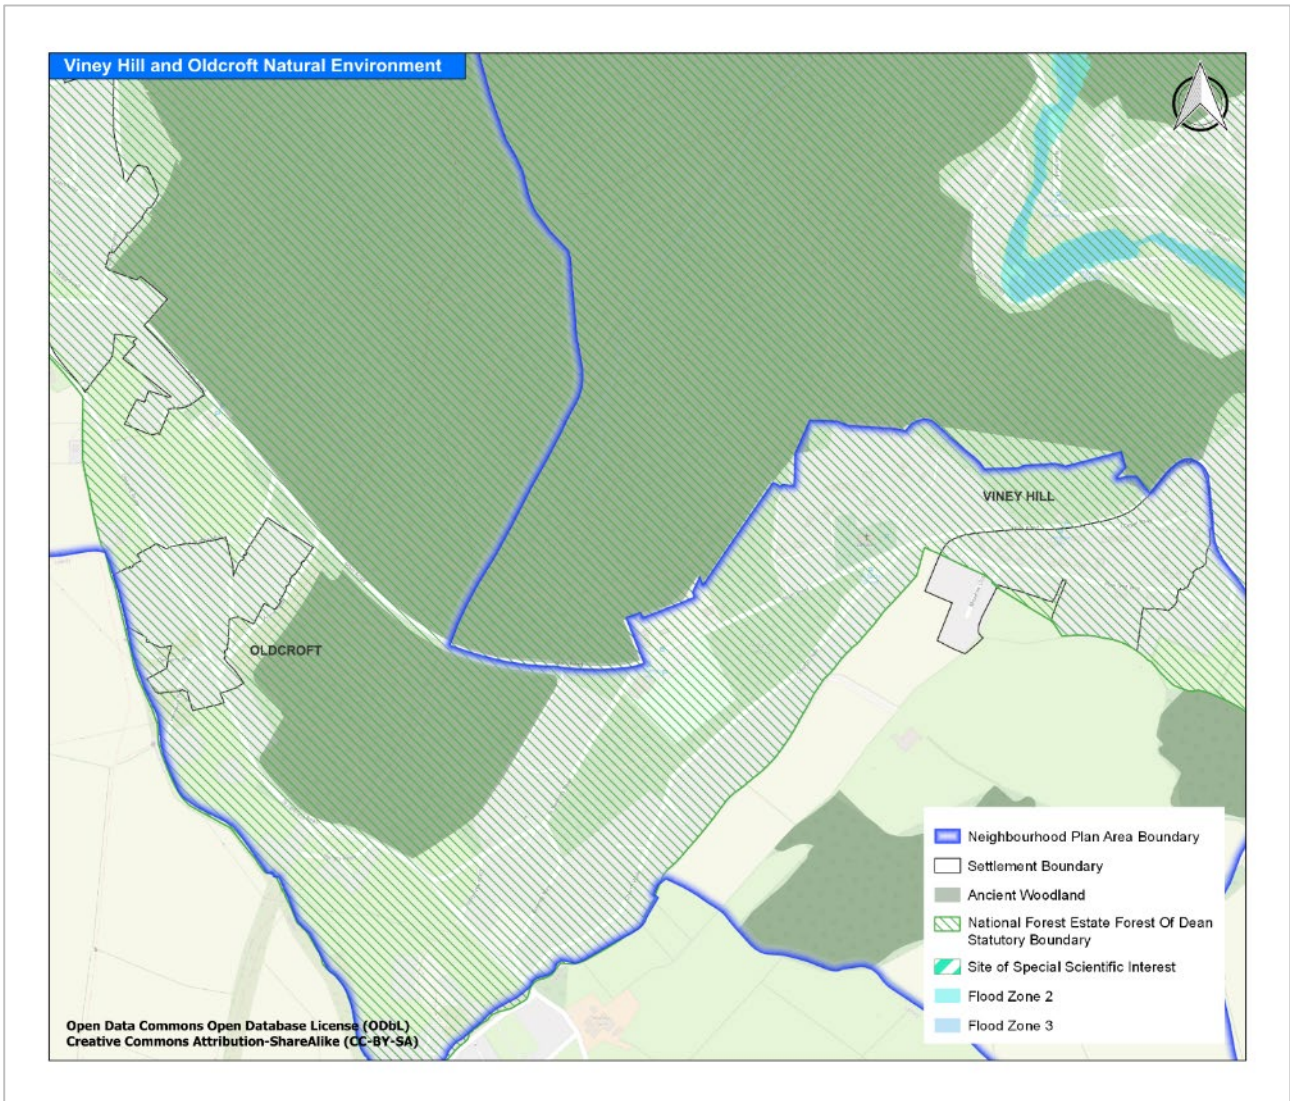 Viney Hill and Oldcroft Natural Environment
VINEY HILL
OLDCROFT
Neighbourhood Plan Area Boundary
Settlement Boundary
Ancient Woodland
National Forest Estate Forest Of Dean
Statutory Boundary
Site of Special Scientific Interest
Flood Zone 2
Flood Zone 3
Open Data Commons Open Database License (ODbL)
Creative Commons Attribution-ShareAlike (CC-BY-SA)